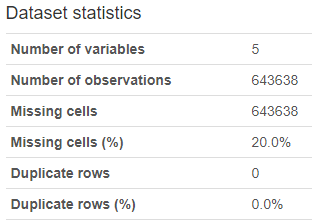 Dataset statistics
Number of variables 5
Number of observations 643638
Missing cells 643638
Missing cells (%) 20.0%
Duplicate rows 0
Duplicate rows (%) 0.0%